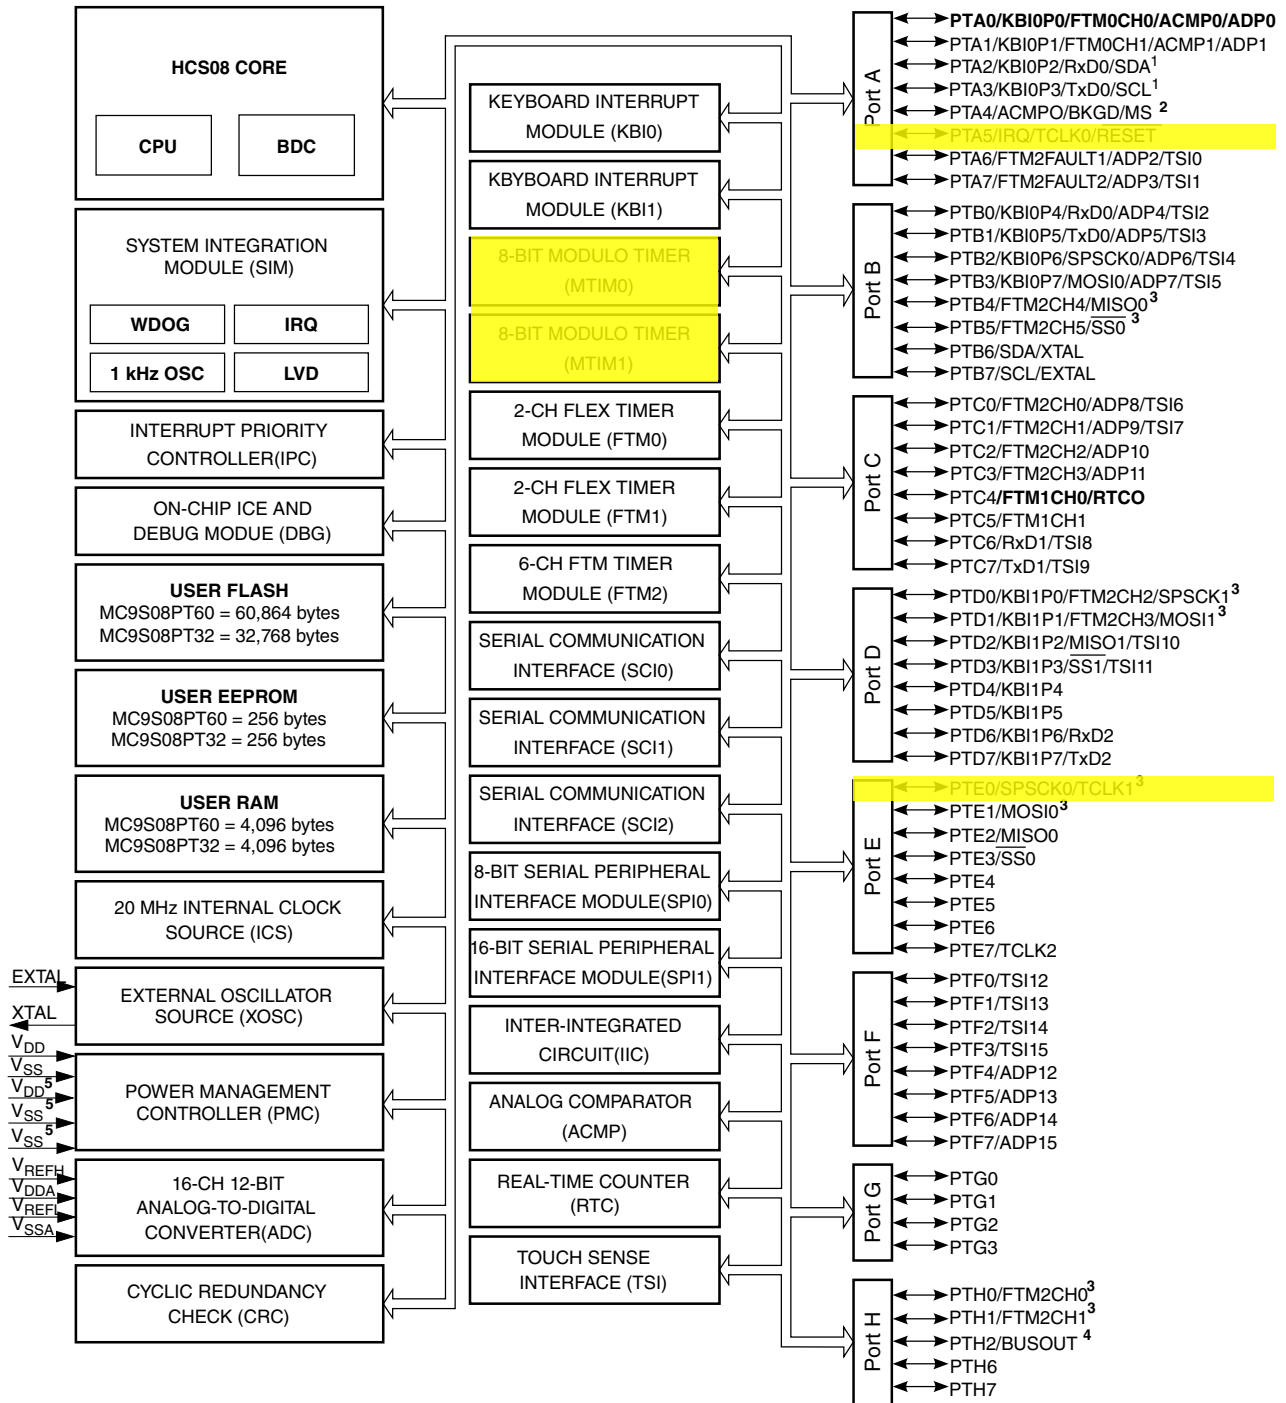 HCS08 CORE
CPU
BDC
SYSTEM INTEGRATION
MODULE (SIM)
WDOG
IRQ
1 kHz OSC
LVD
INTERRUPT PRIORITY
CONTROLLER(IPC)
ON-CHIP ICE AND
DEBUG MODUE (DBG)
USER FLASH
MC9S08PT60 = 60,864 bytes
MC9S08PT32 = 32,768 bytes
USER EEPROM
MC9S08PT60 = 256 bytes
MC9S08PT32 = 256 bytes
USER RAM
MC9S08PT60 = 4,096 bytes
MC9S08PT32 = 4,096 bytes
20 MHz INTERNAL CLOCK
SOURCE (ICS)
EXTAL
XTAL
EXTERNAL OSCILLATOR
SOURCE (XOSC)
VDD
VSS
VDD5
VSS5
VSS5
POWER MANAGEMENT
CONTROLLER (PMC)
VREFH
VDDA
VREFL
VSSA
16-CH 12-BIT
ANALOG-TO-DIGITAL
CONVERTER(ADC)
CYCLIC REDUNDANCY
CHECK (CRC)
KEYBOARD INTERRUPT
MODULE (KBI0)
KBYBOARD INTERRUPT
MODULE (KBI1)
8-BIT MODULO TIMER
(MTIM0)
8-BIT MODULO TIMER
(MTIM1)
2-CH FLEX TIMER
MODULE (FTM0)
2-CH FLEX TIMER
MODULE (FTM1)
6-CH FTM TIMER
MODULE (FTM2)
SERIAL COMMUNICATION
INTERFACE (SCI0)
SERIAL COMMUNICATION
INTERFACE (SCI1)
SERIAL COMMUNICATION
INTERFACE (SCI2)
8-BIT SERIAL PERIPHERAL
INTERFACE MODULE(SPI0)
16-BIT SERIAL PERIPHERAL
INTERFACE MODULE(SPI1)
INTER-INTEGRATED
CIRCUIT(IIC)
ANALOG COMPARATOR
(ACMP)
REAL-TIME COUNTER
(RTC)
TOUCH SENSE
INTERFACE (TSI)
Port A
PTA0/KBI0P0/FTM0CH0/ACMP0/ADP0
PTA1/KBI0P1/FTM0CH1/ACMP1/ADP1
PTA2/KBI0P2/RxD0/SDA1
PTA3/KBI0P3/TxD0/SCL1
PTA4/ACMPO/BKGD/MS 2
PTA5/IRQ/TCLK0/RESET
PTA6/FTM2FAULT1/ADP2/TSI0
PTA7/FTM2FAULT2/ADP3/TSI1
Port B
PTB0/KBI0P4/RxD0/ADP4/TSI2
PTB1/KBI0P5/TxD0/ADP5/TSI3
PTB2/KBI0P6/SPSCK0/ADP6/TSI4
PTB3/KBI0P7/MOSI0/ADP7/TSI5
PTB4/FTM2CH4/MISO0 3
PTB5/FTM2CH5/SS0 3
PTB6/SDA/XTAL
PTB7/SCL/EXTAL
Port C
PTC0/FTM2CH0/ADP8/TSI6
PTC1/FTM2CH1/ADP9/TSI7
PTC2/FTM2CH2/ADP10
PTC3/FTM2CH3/ADP11
PTC4/FTM1CH0/RTCO
PTC5/FTM1CH1
PTC6/RxD1/TSI8
PTC7/TxD1/TSI9
Port D
PTD0/KBI1P0/FTM2CH2/SPSCK1 3
PTD1/KBI1P1/FTM2CH3/MOSI1 3
PTD2/KBI1P2/MISO1/TSI10
PTD3/KBI1P3/SS1/TSI11
PTD4/KBI1P4
PTD5/KBI1P5
PTD6/KBI1P6/RxD2
PTD7/KBI1P7/TxD2
Port E
PTE0/SPSCK0/TCLK1 3
PTE1/MOSI0 3
PTE2/MISO0
PTE3/SS0
PTE4
PTE5
PTE6
PTE7/TCLK2
Port F
PTF0/TSI12
PTF1/TSI13
PTF2/TSI14
PTF3/TSI15
PTF4/ADP12
PTF5/ADP13
PTF6/ADP14
PTF7/ADP15
Port G
PTG0
PTG1
PTG2
PTG3
Port H
PTH0/FTM2CH0 3
PTH1/FTM2CH1 3
PTH2/BUSOUT 4
PTH6
PTH7